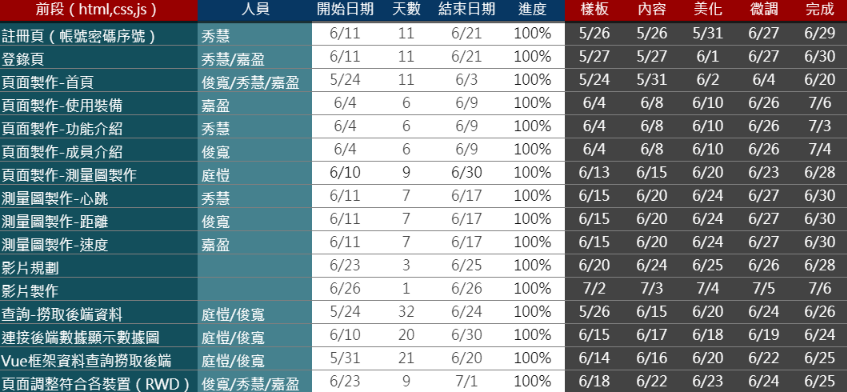 前段（html,css,js） 人員 開始日期 天數 結束日期 進度 樣板 內容 美化 微調 完成
註冊頁（帳號密碼序號） 秀慧 6/11 11 6/21 100% 5/26 5/26 5/31 6/27 6/29
登錄頁 秀慧/嘉盈 6/11 11 6/21 100% 5/27 5/27 6/1 6/27 6/30
頁面製作-首頁 俊寬/秀慧/嘉盈 5/24 11 6/3 100% 5/24 5/31 6/2 6/4 6/20
頁面製作-使用裝備 嘉盈 6/4 6 6/9 100% 6/4 6/8 6/10 6/26 7/6
頁面製作-功能介紹 秀慧 6/4 6 6/9 100% 6/4 6/8 6/10 6/26 7/3
頁面製作-成員介紹 俊寬 6/4 6 6/9 100% 6/4 6/8 6/10 6/26 7/4
頁面製作-測量圖製作 庭愷 6/10 9 6/30 100% 6/13 6/15 6/20 6/23 6/28
測量圖製作-心跳 秀慧 6/11 7 6/17 100% 6/15 6/20 6/24 6/27 6/30
測量圖製作-距離 俊寬 6/11 7 6/17 100% 6/15 6/20 6/24 6/27 6/30
測量圖製作-速度 嘉盈 6/11 7 6/17 100% 6/15 6/20 6/24 6/27 6/30
影片規劃 6/23 3 6/25 100% 6/20 6/24 6/25 6/26 6/28
影片製作 6/26 1 6/26 100% 7/2 7/3 7/4 7/5 7/6
查詢-撈取後端資料 庭愷/俊寬 5/24 32 6/24 100% 5/26 6/15 6/20 6/24 6/26
連接後端數據顯示數據圖 庭愷/俊寬 6/10 20 6/30 100% 6/15 6/17 6/18 6/19 6/24
Vue框架資料查詢撈取後端 庭愷/俊寬 5/31 21 6/20 100% 6/14 6/16 6/20 6/22 6/25
頁面調整符合各裝置（RWD） 俊寬/秀慧/嘉盈 6/23 9 7/1 100% 6/18 6/22 6/23 6/24 6/25